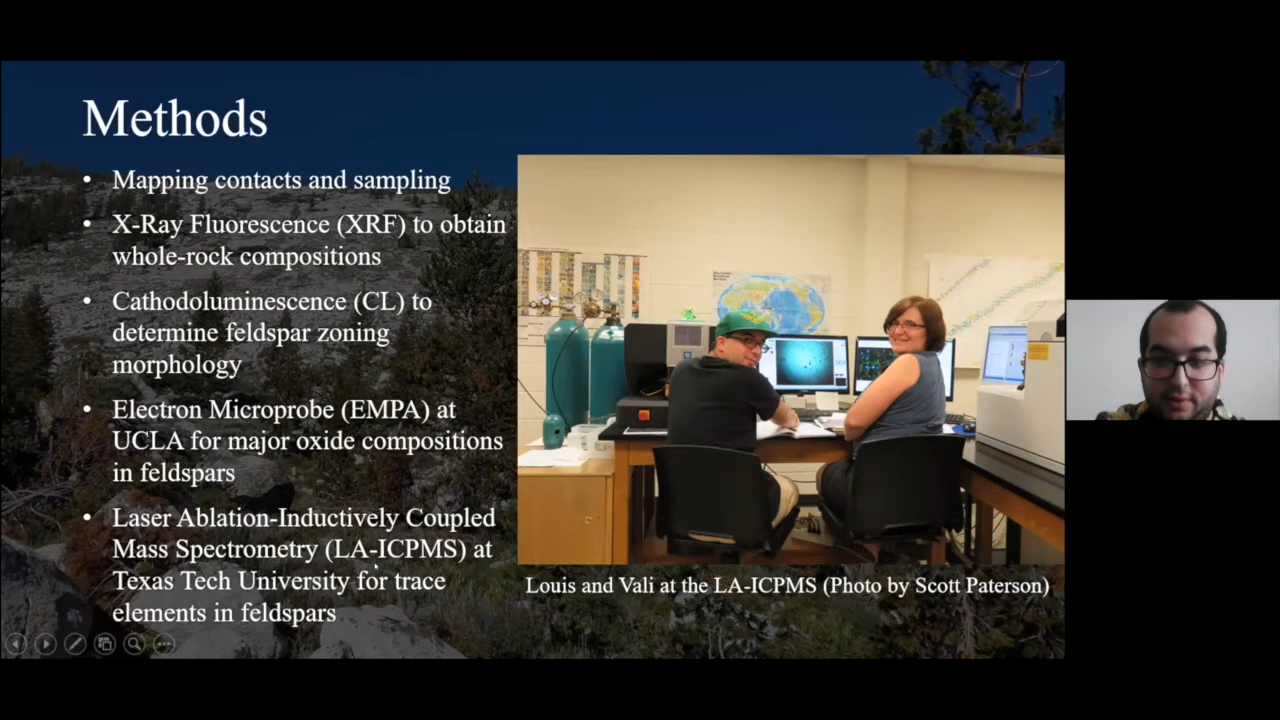 Methods
• Mapping contacts and sampling
• X-Ray Fluorescence (XRF) to obtain
whole-rock compositions
• Cathodoluminescence (CL) to
determine feldspar zoning
morphology
• Electron Microprobe (EMPA) at
UCLA for major oxide compositions
in feldspars
• Laser Ablation-Inductively Coupled
Mass Spectrometry (LA-ICPMS) at
Texas Tech University for trace
elements in feldspars
Louis and Vali at the LA-ICPMS (Photo by Scott Paterson)